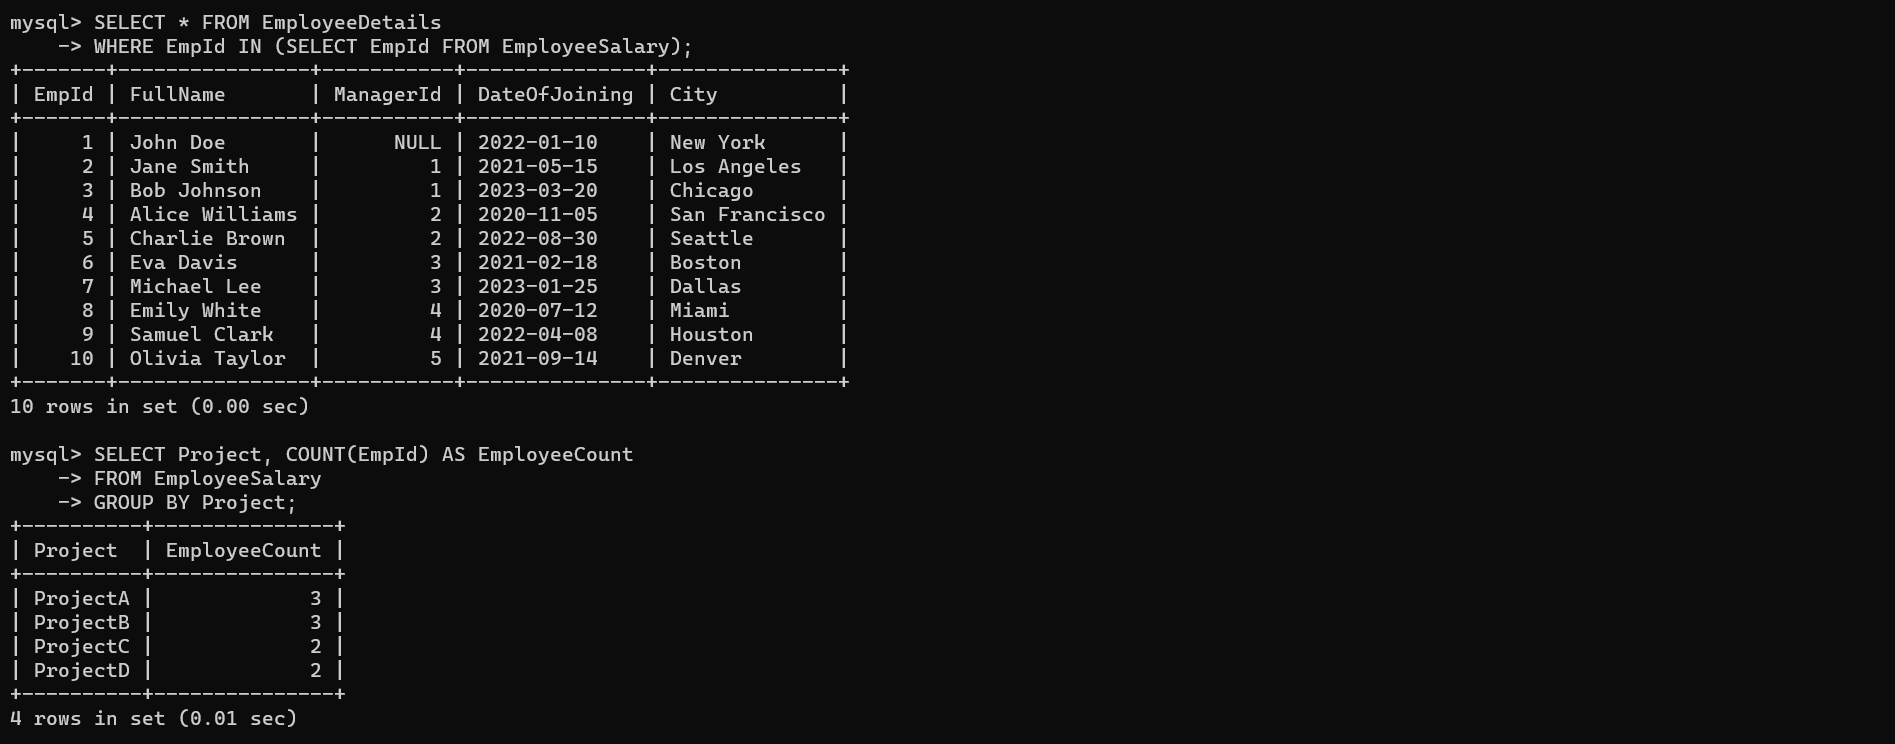 mysql> SELECT * FROM EmployeeDetails
    -> WHERE EmpId IN (SELECT EmpId FROM EmployeeSalary);
+-------+----------------+-----------+---------------+---------------+
| EmpId | FullName       | ManagerId | DateOfJoining | City          |
+-------+----------------+-----------+---------------+---------------+
|     1 | John Doe       |      NULL | 2022-01-10    | New York      |
|     2 | Jane Smith     |         1 | 2021-05-15    | Los Angeles   |
|     3 | Bob Johnson    |         1 | 2023-03-20    | Chicago       |
|     4 | Alice Williams |         2 | 2020-11-05    | San Francisco |
|     5 | Charlie Brown  |         2 | 2022-08-30    | Seattle       |
|     6 | Eva Davis      |         3 | 2021-02-18    | Boston        |
|     7 | Michael Lee    |         3 | 2023-01-25    | Dallas        |
|     8 | Emily White    |         4 | 2020-07-12    | Miami         |
|     9 | Samuel Clark   |         4 | 2022-04-08    | Houston       |
|    10 | Olivia Taylor  |         5 | 2021-09-14    | Denver        |
+-------+----------------+-----------+---------------+---------------+
10 rows in set (0.00 sec)

mysql> SELECT Project, COUNT(EmpId) AS EmployeeCount
    -> FROM EmployeeSalary
    -> GROUP BY Project;
+----------+---------------+
| Project  | EmployeeCount |
+----------+---------------+
| ProjectA |             3 |
| ProjectB |             3 |
| ProjectC |             2 |
| ProjectD |             2 |
+----------+---------------+
4 rows in set (0.01 sec)